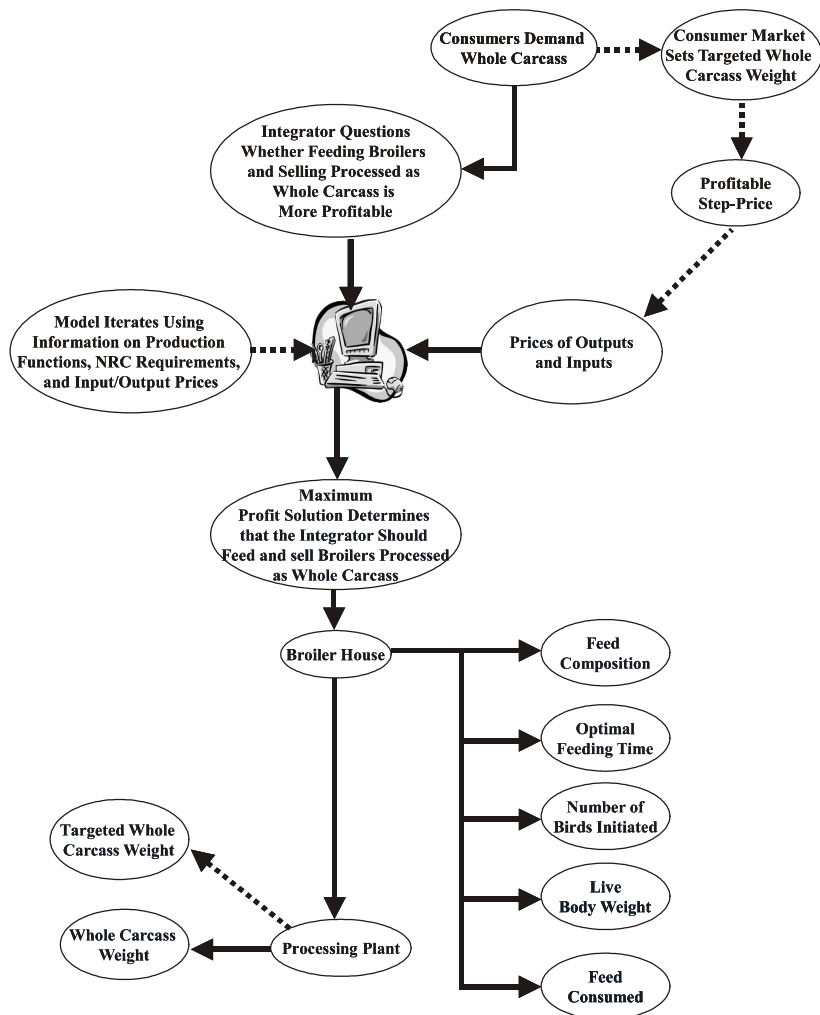 Consumers Demand
Whole Carcass
Consumer Market
Sets Targeted Whole
Carcass Weight
Integrator Questions
Whether Feeding Broilers
and Selling Processed as
Whole Carcass is
More Profitable
Profitable
Step-Price
Model Iterates Using
Information on Production
Functions, NRC Requirements,
and Input/Output Prices
Prices of Outputs
and Inputs
Maximum
Profit Solution Determines
that the Integrator Should
Feed and sell Broilers Processed
as Whole Carcass
Broiler House
Feed
Composition
Optimal
Feeding Time
Number of
Birds Initiated
Live
Body Weight
Feed
Consumed
Targeted Whole
Carcass Weight
Whole Carcass
Weight
Processing Plant